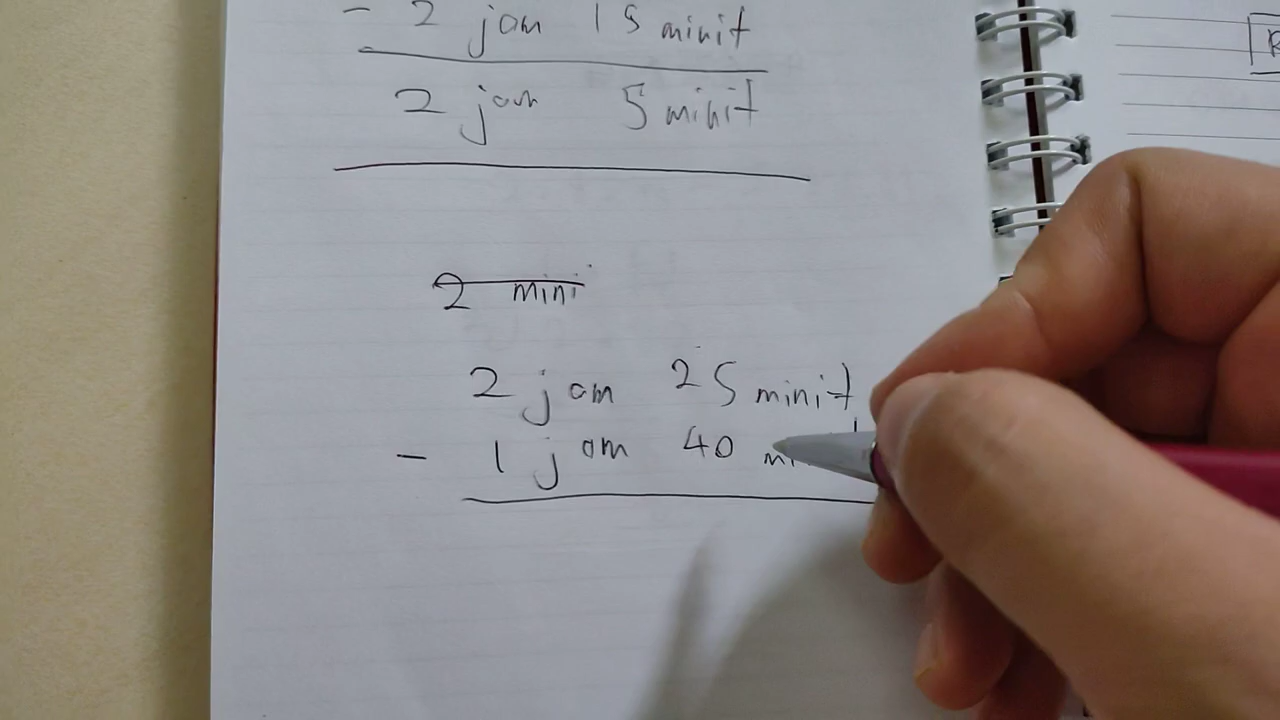 - 2 jam 15 minit
2 jam 5 minit
2 mini
2 jam 25 minit
- 1 jam 40